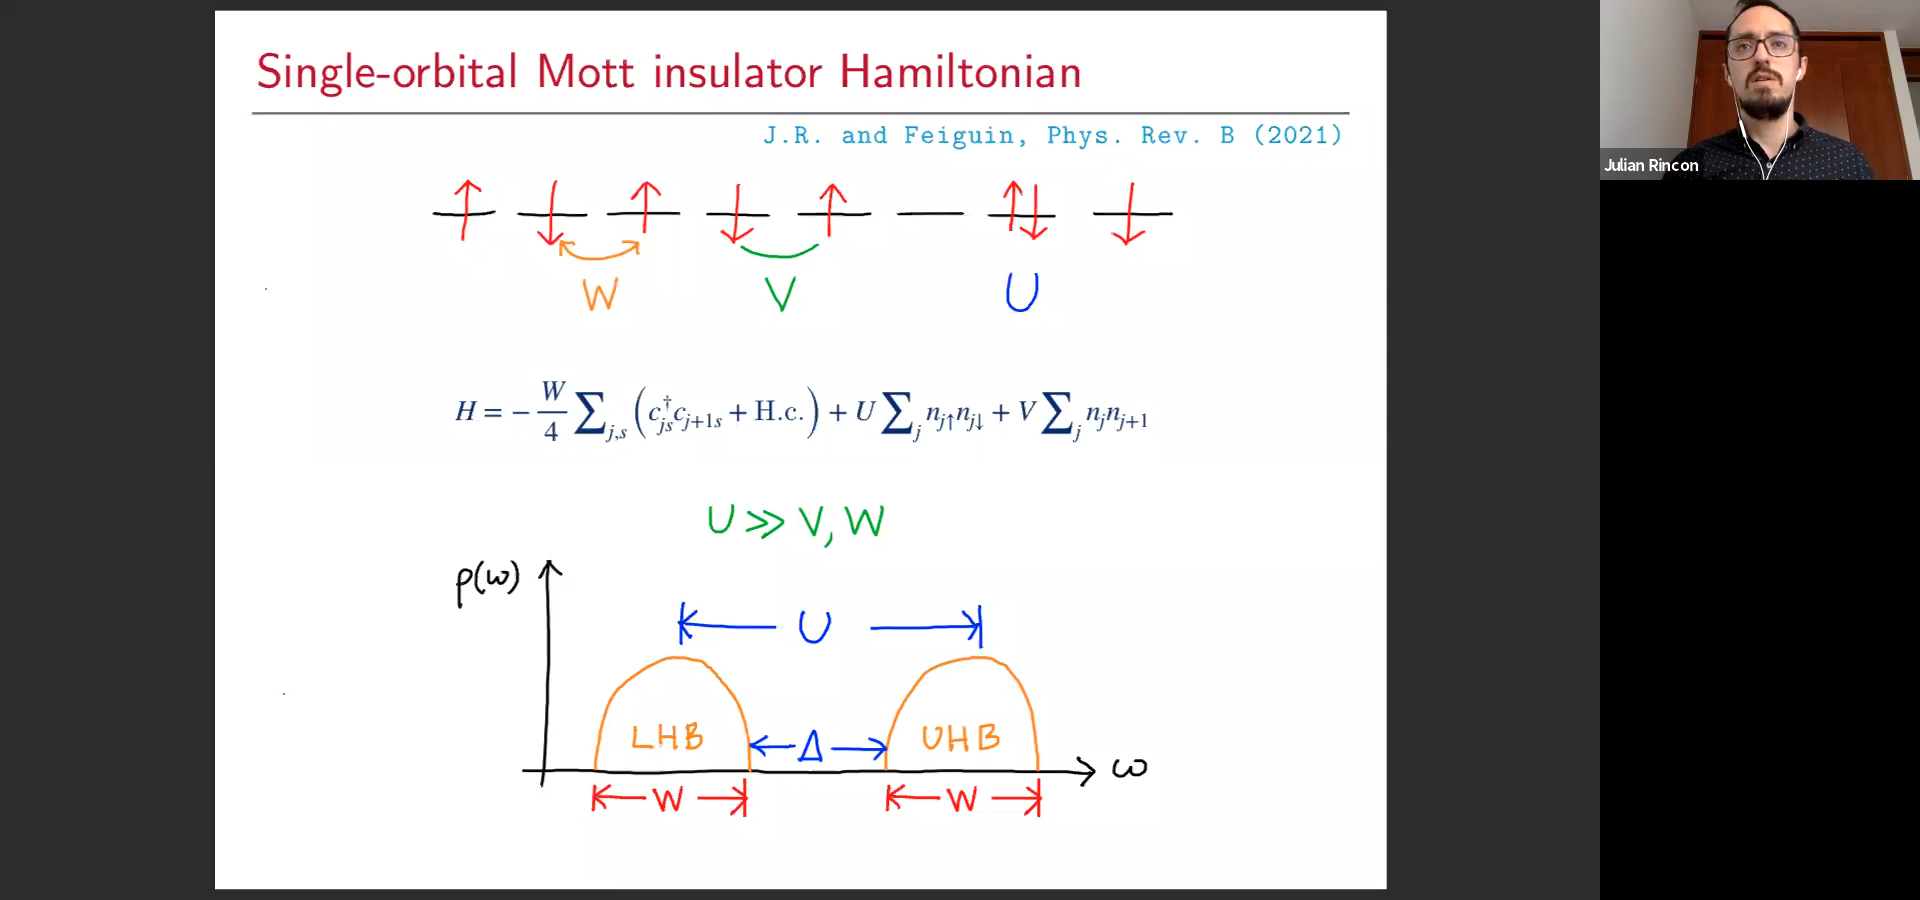 Single-orbital Mott insulator Hamiltonian
J.R. and Feiguin, Phys. Rev. B (2021)
W V U
H = − W/4 ∑_{j,s} (c†_{js} c_{j+1s} + H.c.) + U ∑_j n_{j↑} n_{j↓} + V ∑_j n_j n_{j+1}
U ≫ V, W
ρ(ω)
U
LHB Δ UHB
ω
W W
Julian Rincon